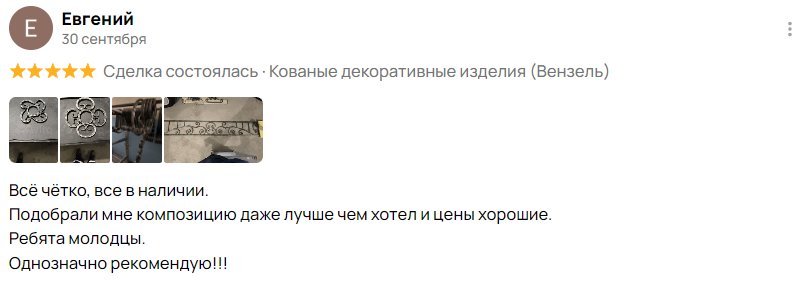 Е
Евгений
30 сентября
Сделка состоялась · Кованые декоративные изделия (Вензель)
Всё чётко, все в наличии.
Подобрали мне композицию даже лучше чем хотел и цены хорошие.
Ребята молодцы.
Однозначно рекомендую!!!